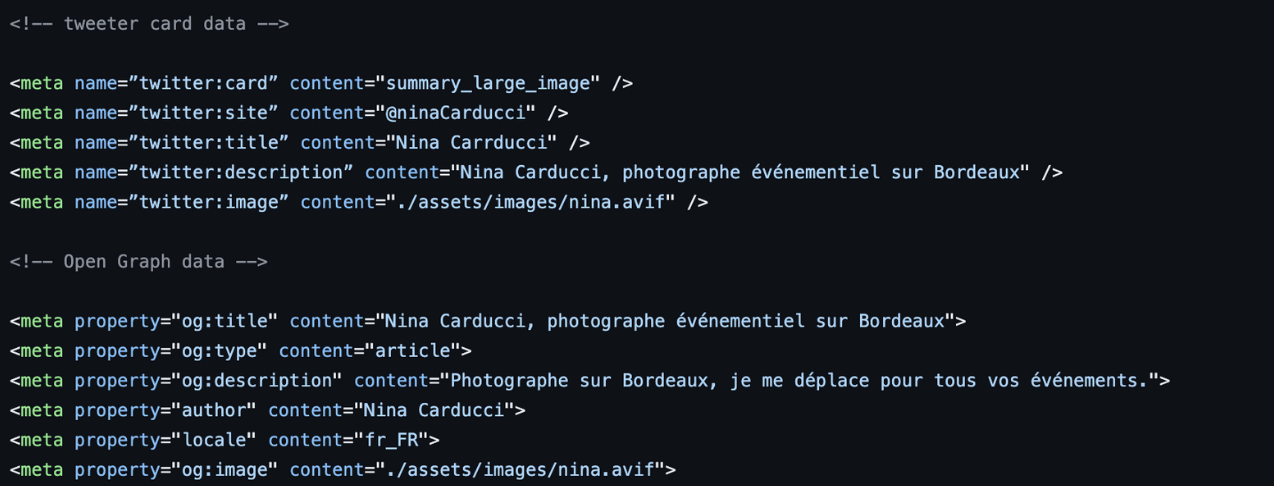 <!-- tweeter card data -->
<meta name=”twitter:card” content="summary_large_image" />
<meta name=”twitter:site” content="@ninaCarducci" />
<meta name=”twitter:title” content="Nina Carrducci" />
<meta name=”twitter:description” content="Nina Carducci, photographe événementiel sur Bordeaux" />
<meta name=”twitter:image” content="./assets/images/nina.avif" />
<!-- Open Graph data -->
<meta property="og:title" content="Nina Carducci, photographe événementiel sur Bordeaux">
<meta property="og:type" content="article">
<meta property="og:description" content="Photographe sur Bordeaux, je me déplace pour tous vos événements.">
<meta property="author" content="Nina Carducci">
<meta property="locale" content="fr_FR">
<meta property="og:image" content="./assets/images/nina.avif">